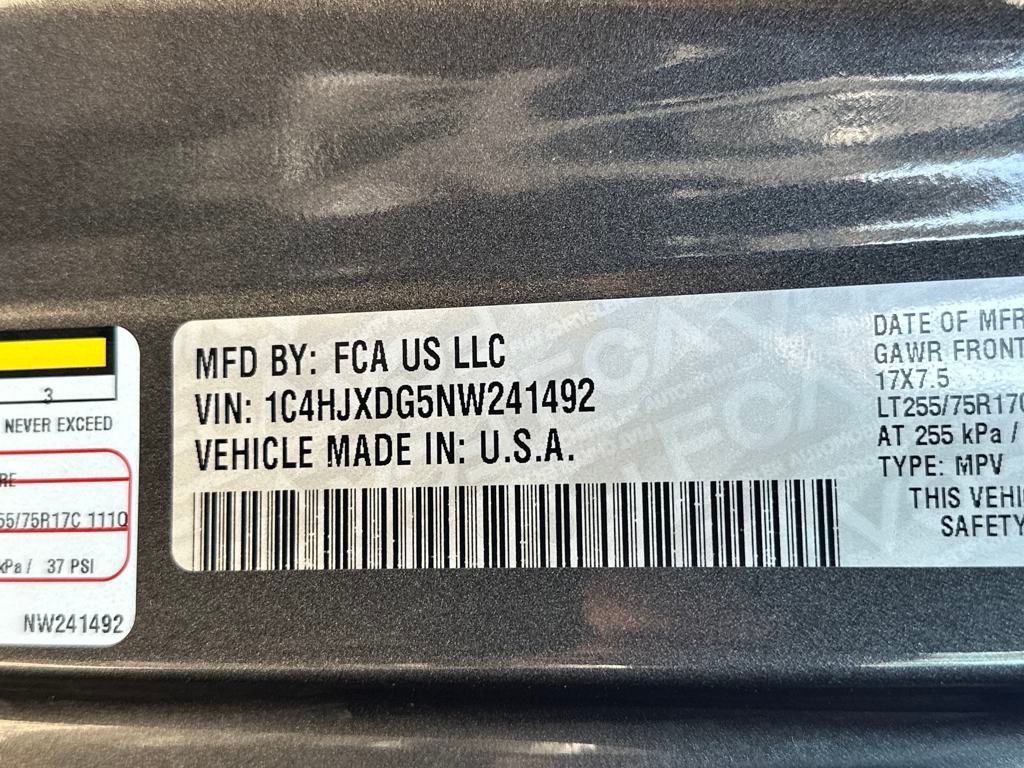 3
NEVER EXCEED
55/75R17C 111Q
kPa / 37 PSI
NW241492
MFD BY: FCA US LLC
VIN: 1C4HJXDG5NW241492
VEHICLE MADE IN: U.S.A.
DATE OF MFR
GAWR FRONT
17X7.5
LT255/75R17C
AT 255 kPa /
TYPE: MPV
THIS VEHI
SAFETY